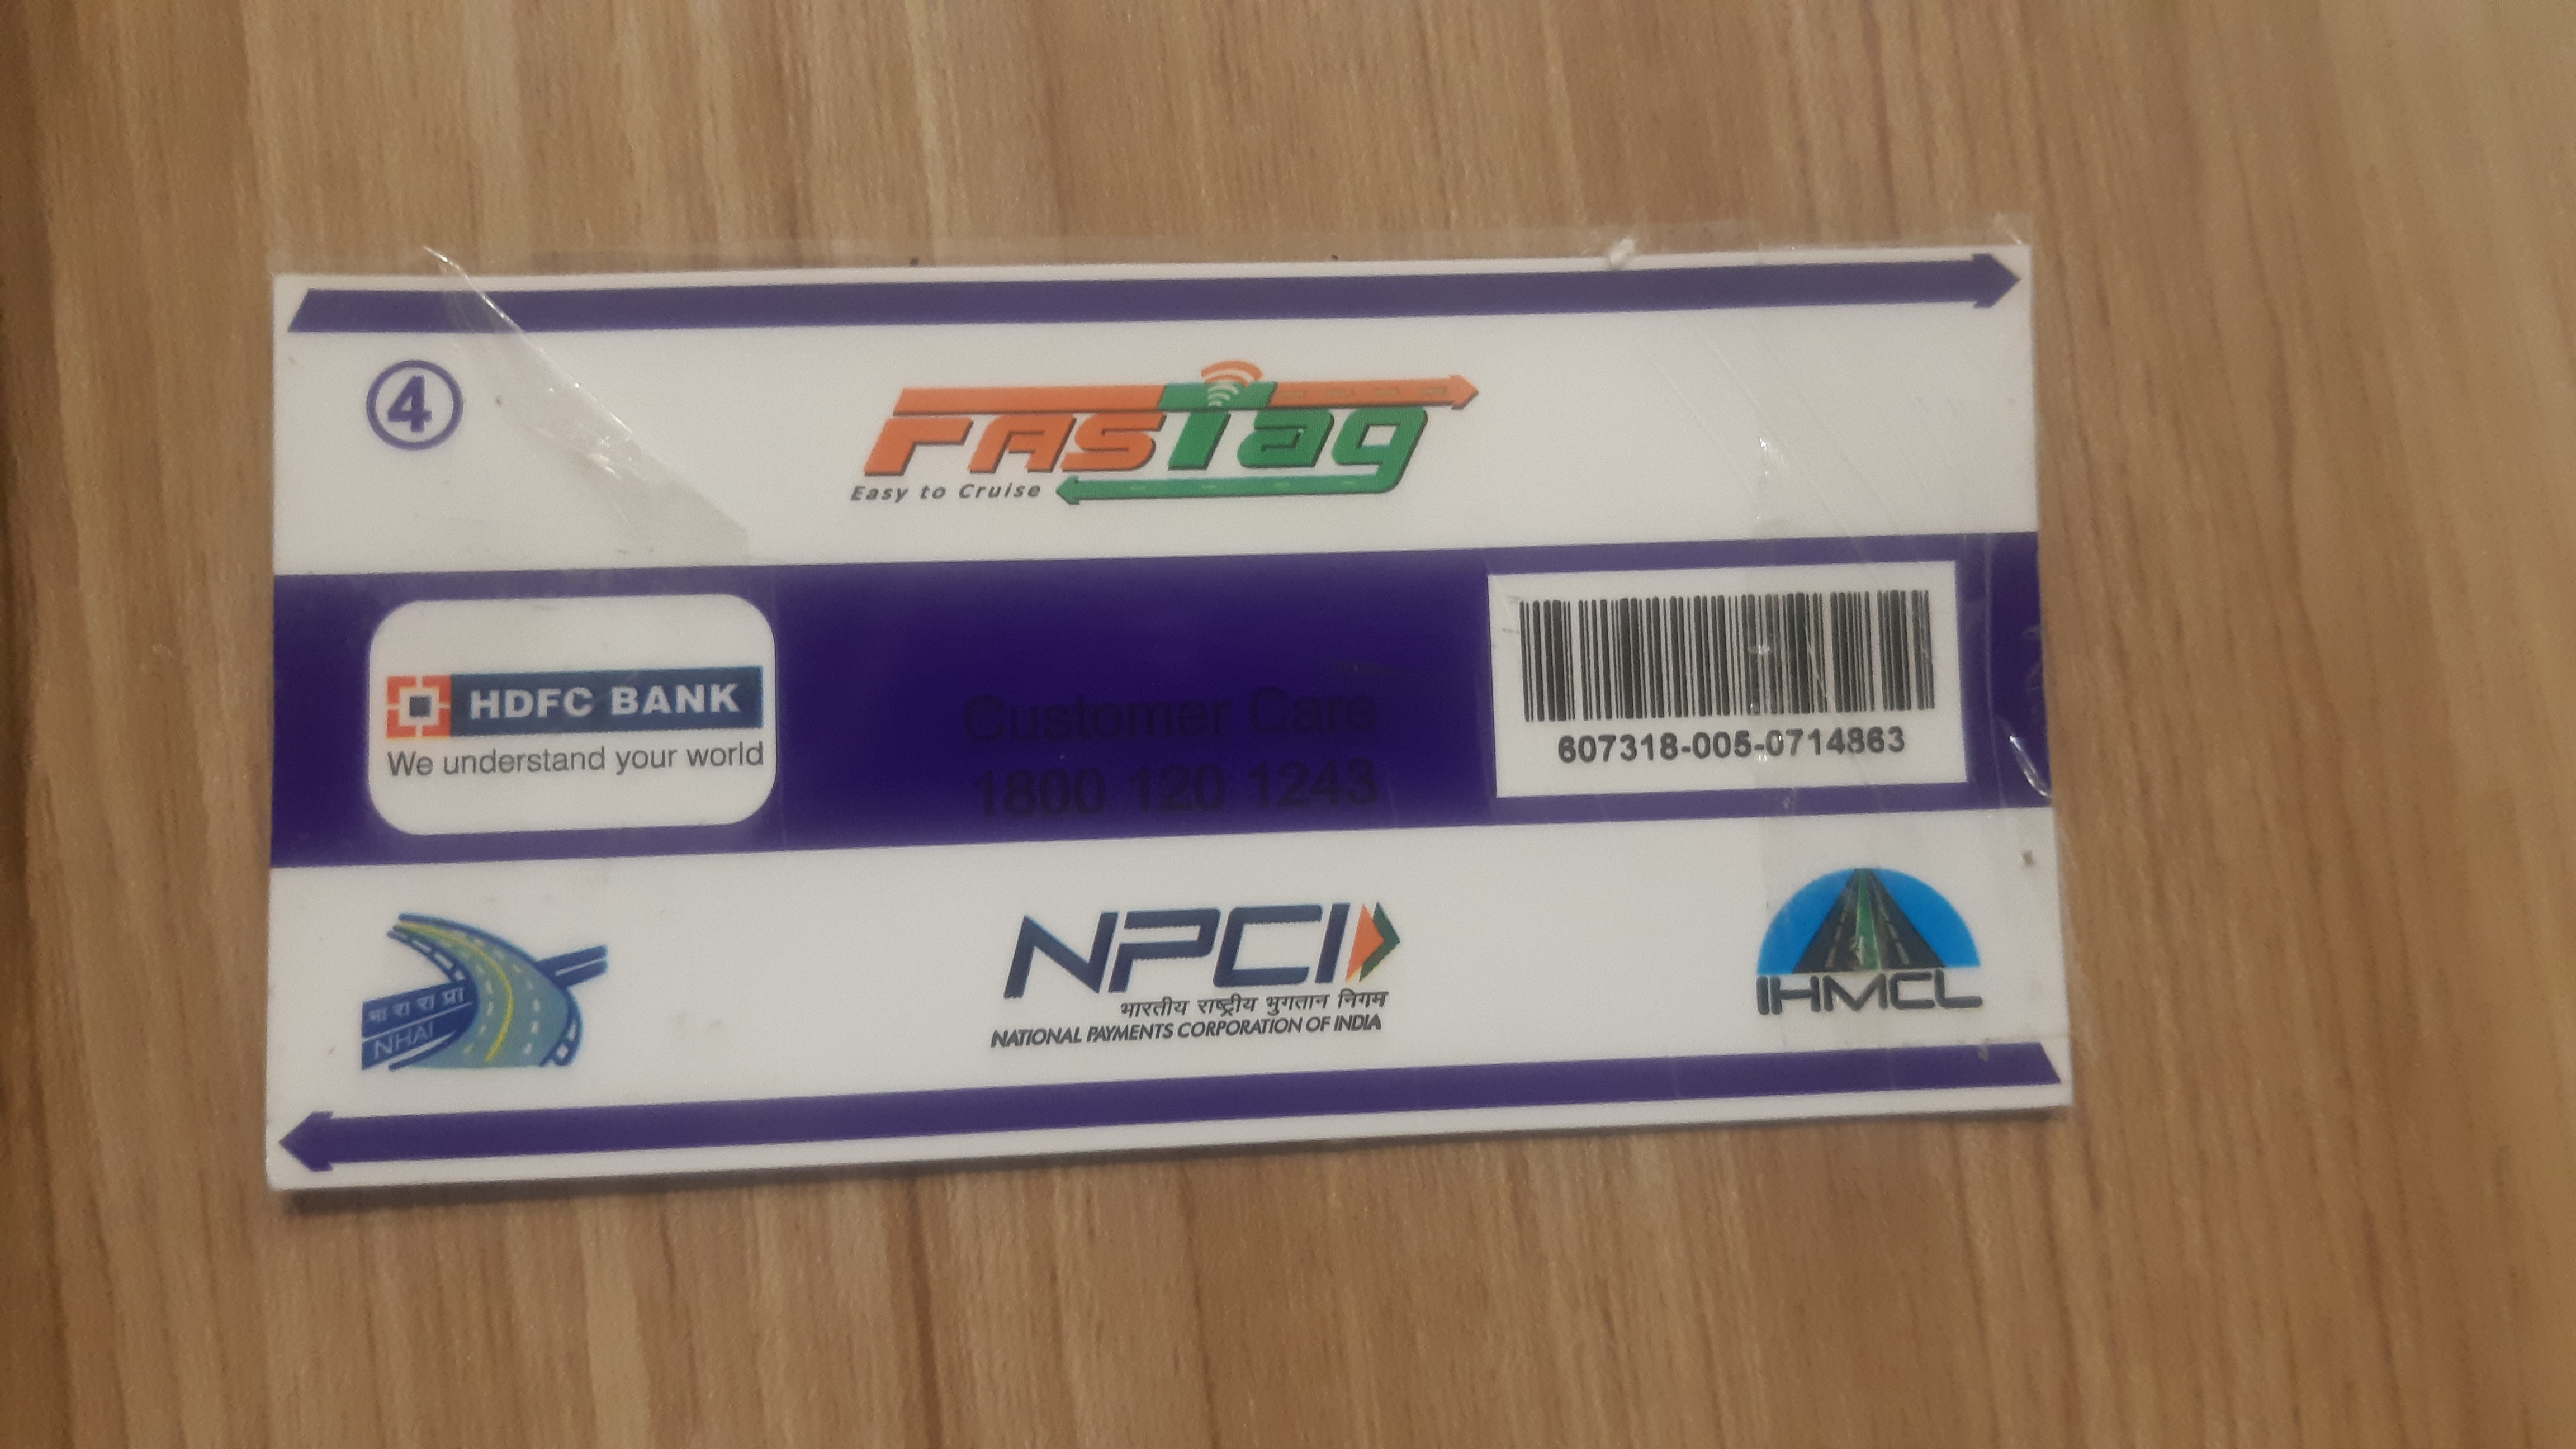 4
FASTag
Easy to Cruise
HDFC BANK
We understand your world
Customer Care
1800 120 1243
607318-005-0714863
भा रा रा प्रा
NHAI
NPCI
भारतीय राष्ट्रीय भुगतान निगम
NATIONAL PAYMENTS CORPORATION OF INDIA
IHMCL